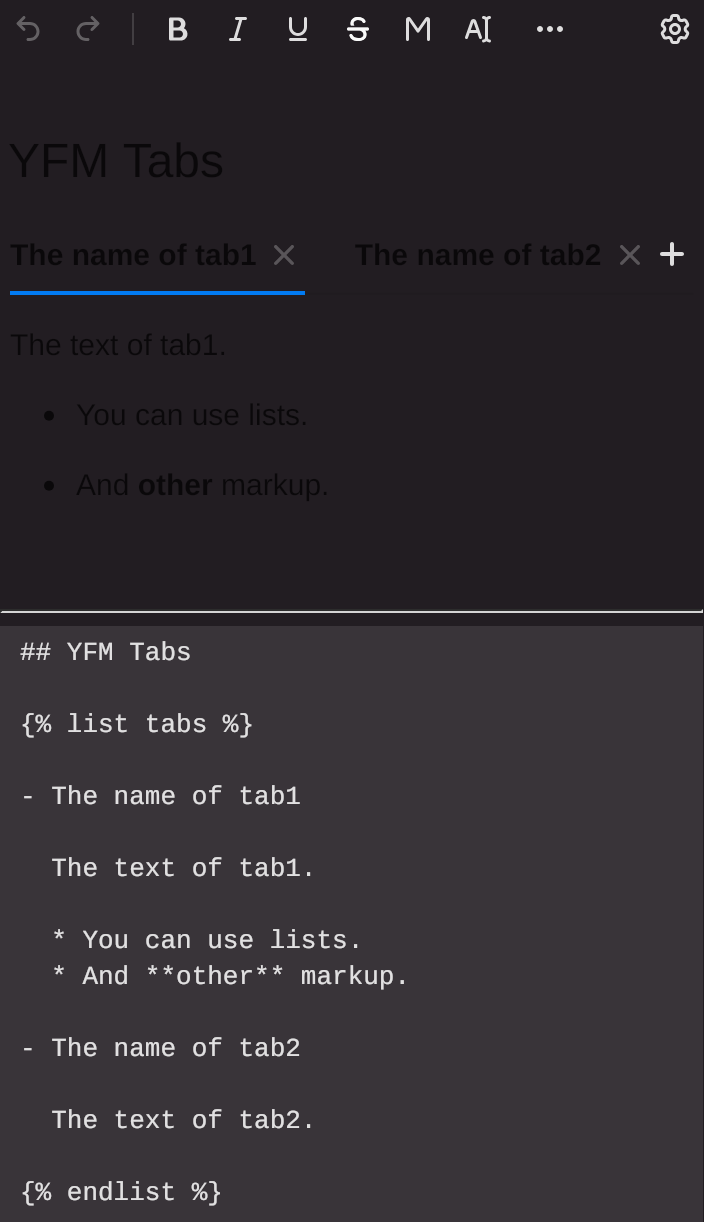 B I U S M A
YFM Tabs
The name of tab1 The name of tab2
The text of tab1.
• You can use lists.
• And other markup.
## YFM Tabs
{% list tabs %}
- The name of tab1
The text of tab1.
* You can use lists.
* And **other** markup.
- The name of tab2
The text of tab2.
{% endlist %}